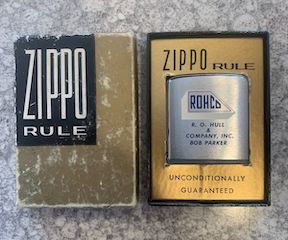 ZIPPO
RULE
ZIPPO RULE
ROHCO
R. O. HULL
&
COMPANY, INC.
BOB PARKER
UNCONDITIONALLY
GUARANTEED